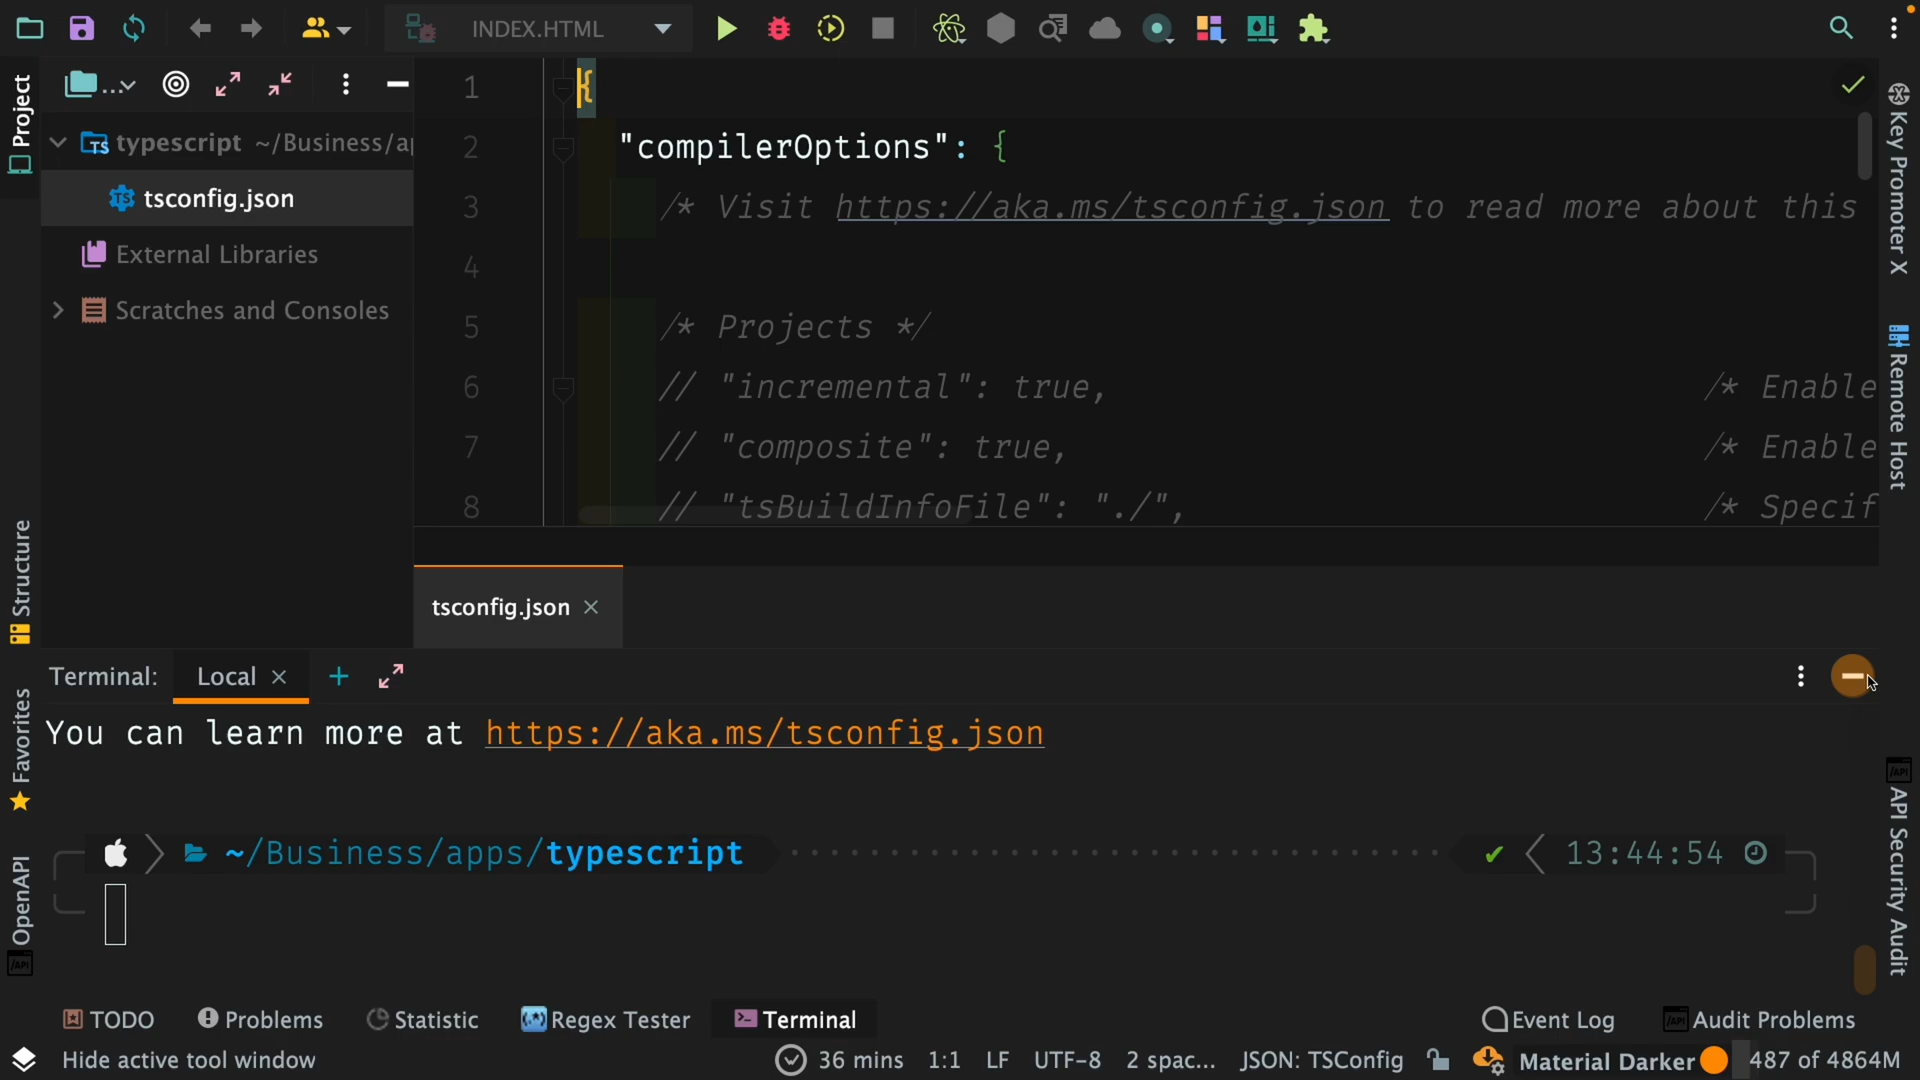 INDEX.HTML
Project
...
typescript ~/Business/a
tsconfig.json
External Libraries
Scratches and Consoles
Structure
Favorites
OpenAPI
1 {
2 "compilerOptions": {
3 /* Visit https://aka.ms/tsconfig.json to read more about this
4
5 /* Projects */
6 // "incremental": true, /* Enable
7 // "composite": true, /* Enable
8 // "tsBuildInfoFile": "./", /* Specif
Key Promoter X
Remote Host
API Security Audit
tsconfig.json
Terminal: Local
You can learn more at https://aka.ms/tsconfig.json
~/Business/apps/typescript 13:44:54
TODO Problems Statistic Regex Tester Terminal Event Log Audit Problems
Hide active tool window 36 mins 1:1 LF UTF-8 2 spac... JSON: TSConfig Material Darker 487 of 4864M